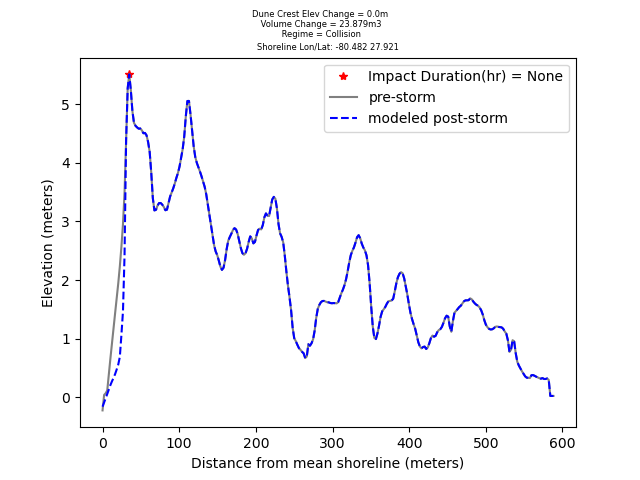 Dune Crest Elev Change = 0.0m
Volume Change = 23.879m3
Regime = Collision
Shoreline Lon/Lat: -80.482 27.921
Impact Duration(hr) = None
pre-storm
modeled post-storm
Elevation (meters)
5
4
3
2
1
0
0 100 200 300 400 500 600
Distance from mean shoreline (meters)